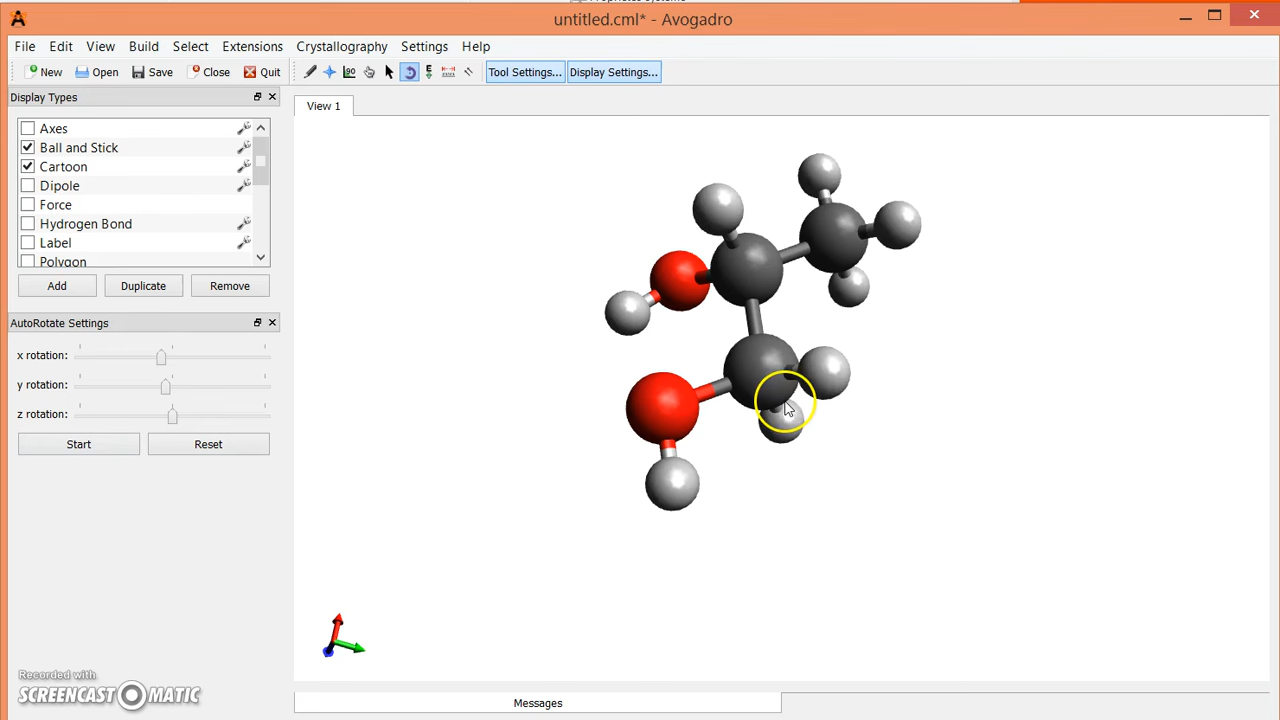 untitled.cml* - Avogadro
File Edit View Build Select Extensions Crystallography Settings Help
New Open Save Close Quit Tool Settings... Display Settings...
Display Types
View 1
Axes
Ball and Stick
Cartoon
Dipole
Force
Hydrogen Bond
Label
Polygon
Add Duplicate Remove
AutoRotate Settings
x rotation:
y rotation:
z rotation:
Start Reset
Recorded with
SCREENCAST MATIC
Messages